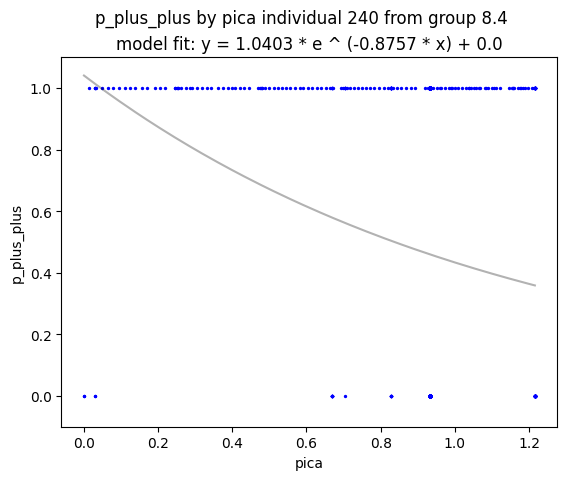 p_plus_plus by pica individual 240 from group 8.4
model fit: y = 1.0403 * e ^ (-0.8757 * x) + 0.0
1.0
0.8
0.6
0.4
0.2
0.0
p_plus_plus
0.0 0.2 0.4 0.6 0.8 1.0 1.2
pica